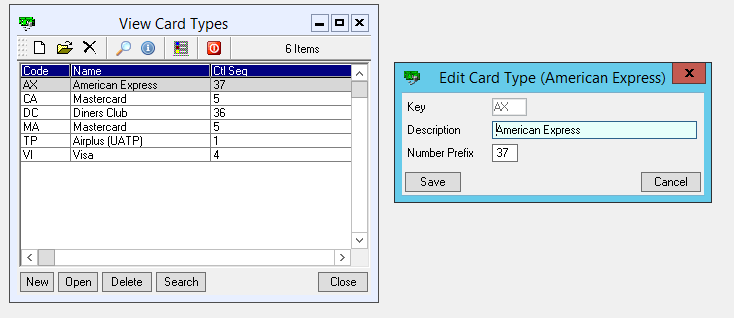 View Card Types
6 Items
Code Name Ctl Seq
AX American Express 37
CA Mastercard 5
DC Diners Club 36
MA Mastercard 5
TP Airplus (UATP) 1
VI Visa 4
New Open Delete Search Close
Edit Card Type (American Express)
Key AX
Description American Express
Number Prefix 37
Save Cancel